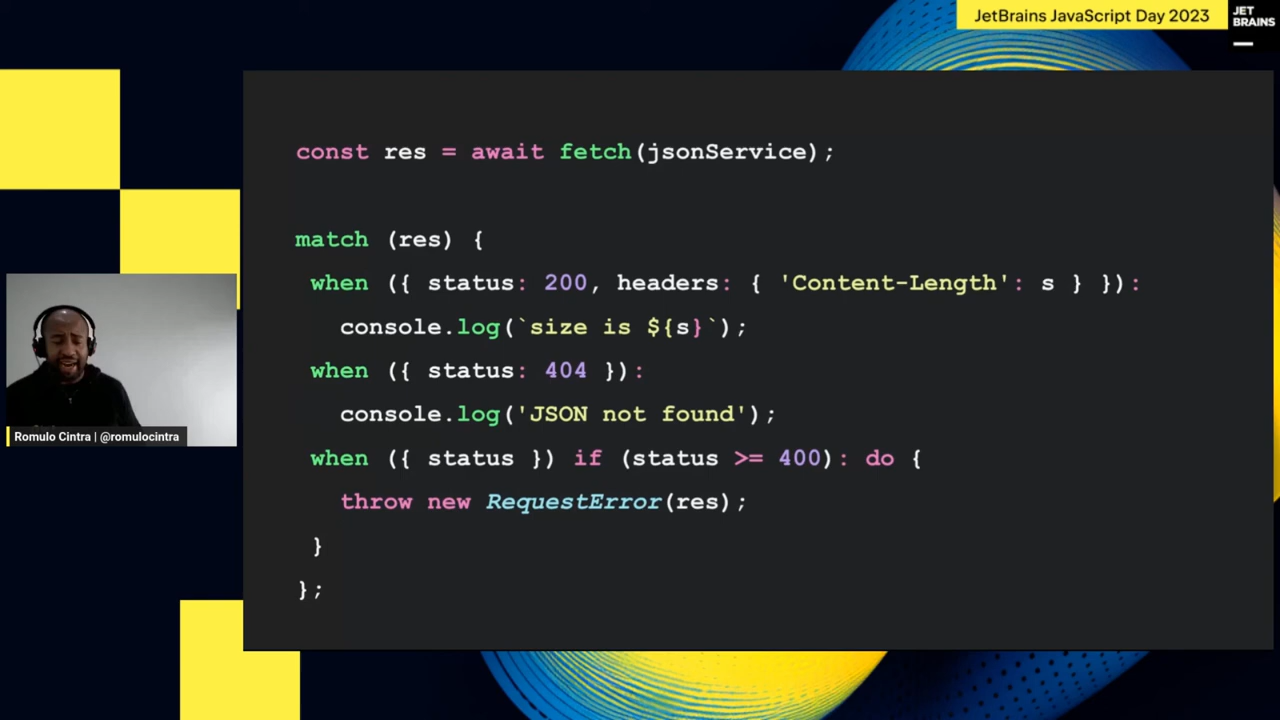 JetBrains JavaScript Day 2023
JET
BRAINS
const res = await fetch(jsonService);
match (res) {
when ({ status: 200, headers: { 'Content-Length': s } }):
console.log(`size is ${s}`);
when ({ status: 404 }):
console.log('JSON not found');
when ({ status }) if (status >= 400): do {
throw new RequestError(res);
}
};
Romulo Cintra | @romulocintra